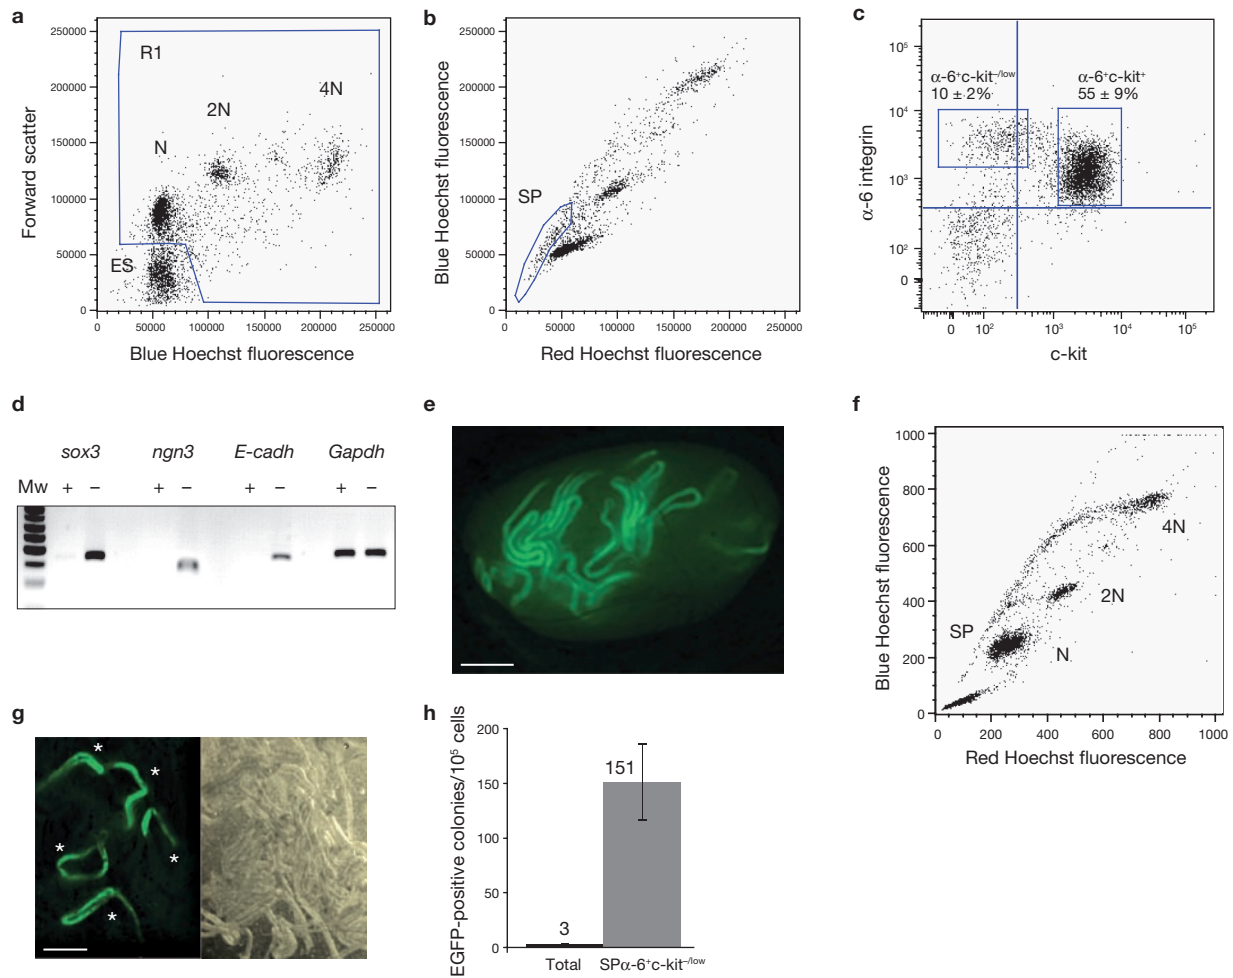 a
250000
200000
150000
100000
50000
0
Forward scatter
R1
4N
2N
N
ES
0 50000 100000 150000 200000 250000
Blue Hoechst fluorescence
b
250000
200000
150000
100000
50000
0
Blue Hoechst fluorescence
SP
0 50000 100000 150000 200000 250000
Red Hoechst fluorescence
c
10⁵
10⁴
10³
10²
0
α-6 integrin
α-6⁺c-kit⁻/ˡᵒʷ
10 ± 2%
α-6⁺c-kit⁺
55 ± 9%
0 10² 10³ 10⁴ 10⁵
c-kit
d
sox3 ngn3 E-cadh Gapdh
Mw + – + – + – + –
e
f
1000
800
600
400
200
0
Blue Hoechst fluorescence
4N
2N
SP
N
0 200 400 600 800 1000
Red Hoechst fluorescence
g
* * * * *
h
EGFP-positive colonies/10⁵ cells
200
150
100
50
0
151
3
Total SPα-6⁺c-kit⁻/ˡᵒʷ